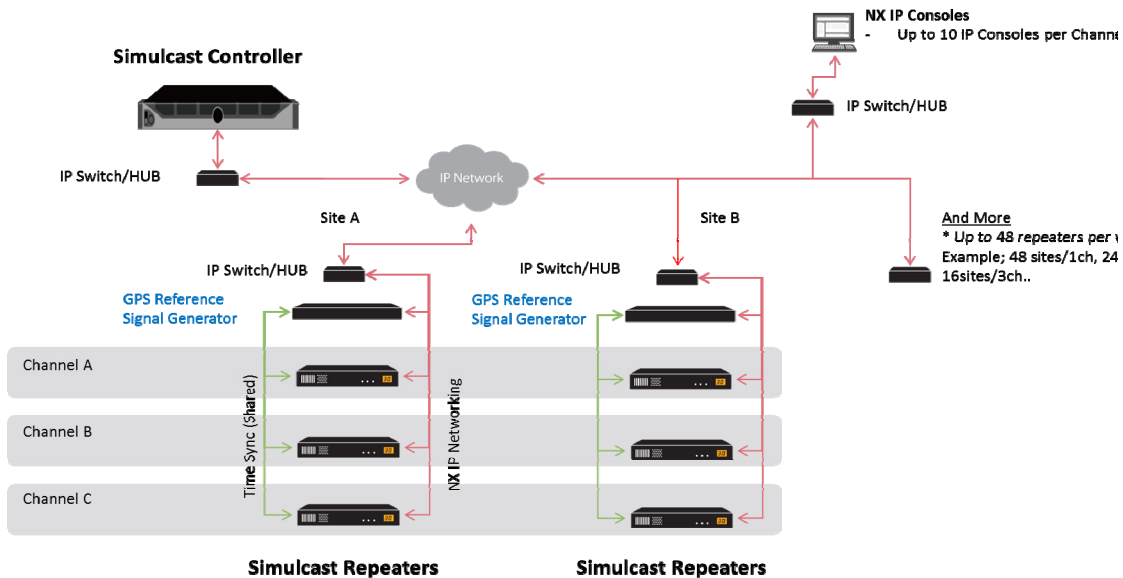 NX IP Consoles
- Up to 10 IP Consoles per
Simulcast Controller
IP Switch/HUB
IP Switch/HUB
IP Network
Site A
Site B
And More
* Up to 48 repeaters per
Example; 48 sites/1ch, 24
16sites/3ch..
IP Switch/HUB
IP Switch/HUB
GPS Reference
Signal Generator
GPS Reference
Signal Generator
Channel A
Channel B
Channel C
Time Sync (Shared)
NX IP Networking
Simulcast Repeaters
Simulcast Repeaters